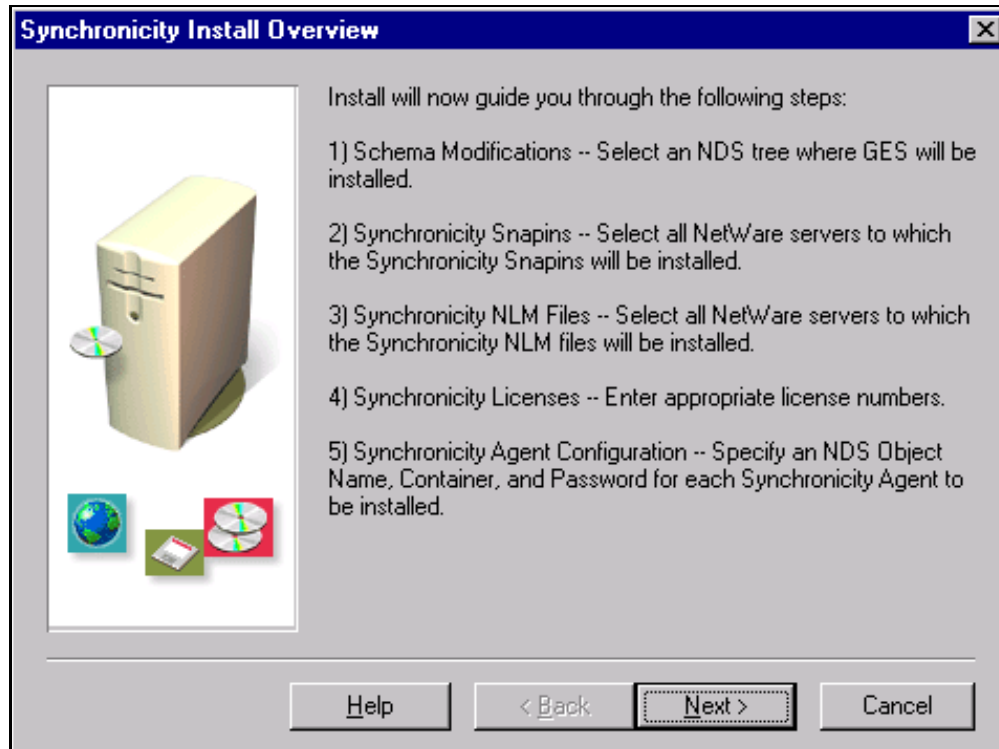 Synchronicity Install Overview
Install will now guide you through the following steps:
1) Schema Modifications -- Select an NDS tree where GES will be
installed.
2) Synchronicity Snapins -- Select all NetWare servers to which
the Synchronicity Snapins will be installed.
3) Synchronicity NLM Files -- Select all NetWare servers to which
the Synchronicity NLM files will be installed.
4) Synchronicity Licenses -- Enter appropriate license numbers.
5) Synchronicity Agent Configuration -- Specify an NDS Object
Name, Container, and Password for each Synchronicity Agent to
be installed.
Help < Back Next > Cancel